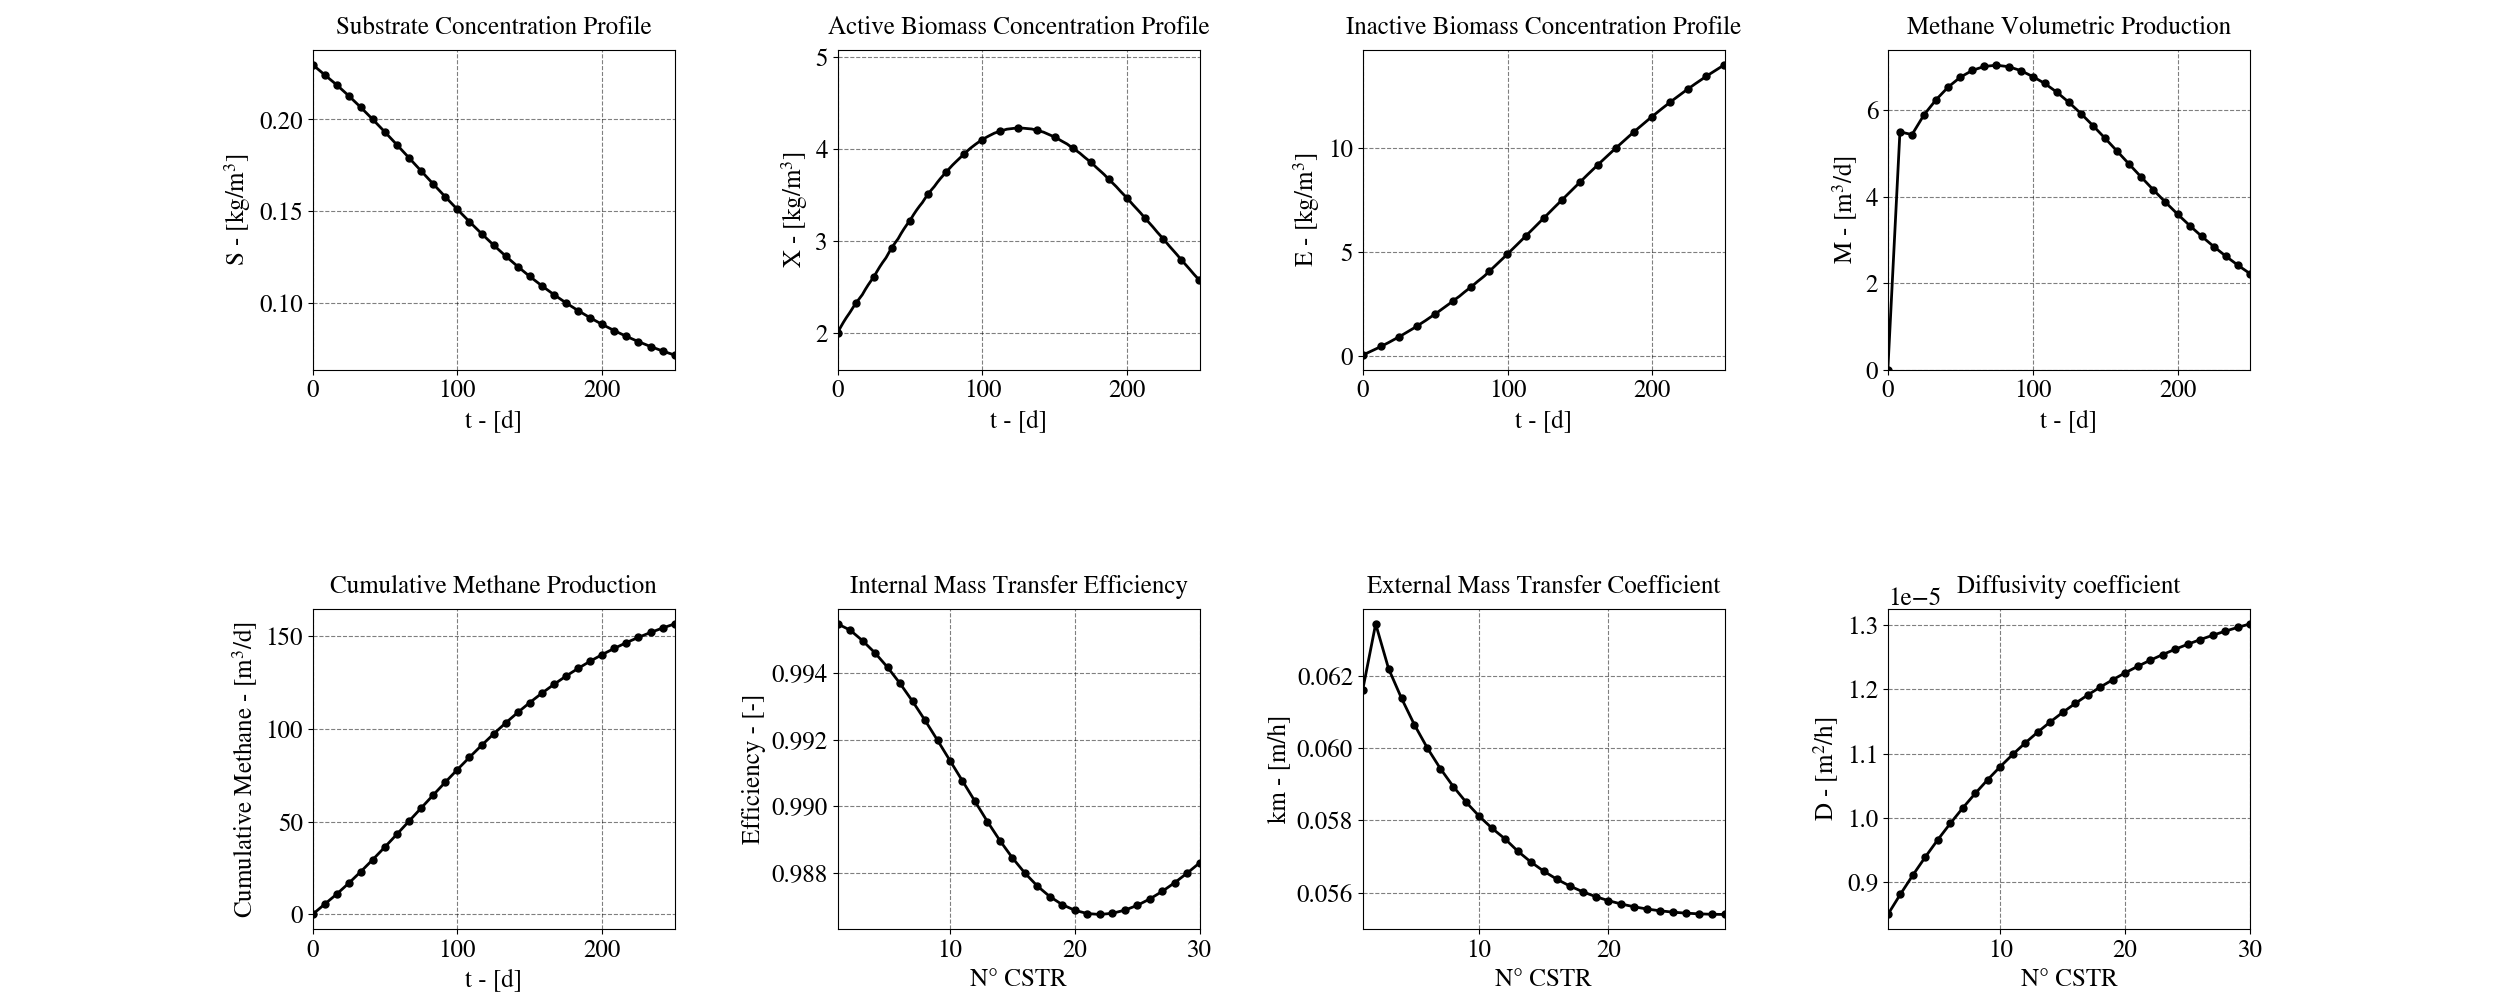 Substrate Concentration Profile
S - [kg/m³]
0.20
0.15
0.10
0 100 200
t - [d]
Active Biomass Concentration Profile
X - [kg/m³]
5
4
3
2
0 100 200
t - [d]
Inactive Biomass Concentration Profile
E - [kg/m³]
10
5
0
0 100 200
t - [d]
Methane Volumetric Production
M - [m³/d]
6
4
2
0
0 100 200
t - [d]
Cumulative Methane Production
Cumulative Methane - [m³/d]
150
100
50
0
0 100 200
t - [d]
Internal Mass Transfer Efficiency
Efficiency - [-]
0.994
0.992
0.990
0.988
10 20 30
N° CSTR
External Mass Transfer Coefficient
km - [m/h]
0.062
0.060
0.058
0.056
10 20
N° CSTR
Diffusivity coefficient
1e−5
D - [m²/h]
1.3
1.2
1.1
1.0
0.9
10 20 30
N° CSTR